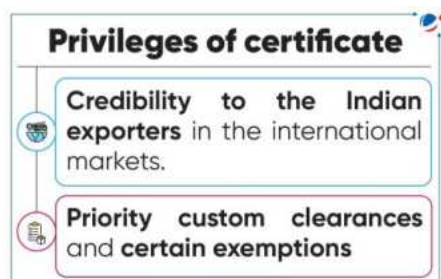 Privileges of certificate
Credibility to the Indian
exporters in the international
markets.
Priority custom clearances
and certain exemptions